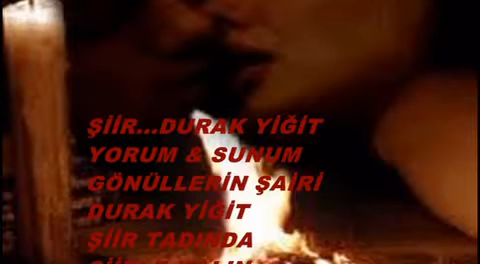 ŞİİR...DURAK YİĞİT
YORUM & SUNUM
GÖNÜLLERİN ŞAİRİ
DURAK YİĞİT
ŞİİR TADINDA